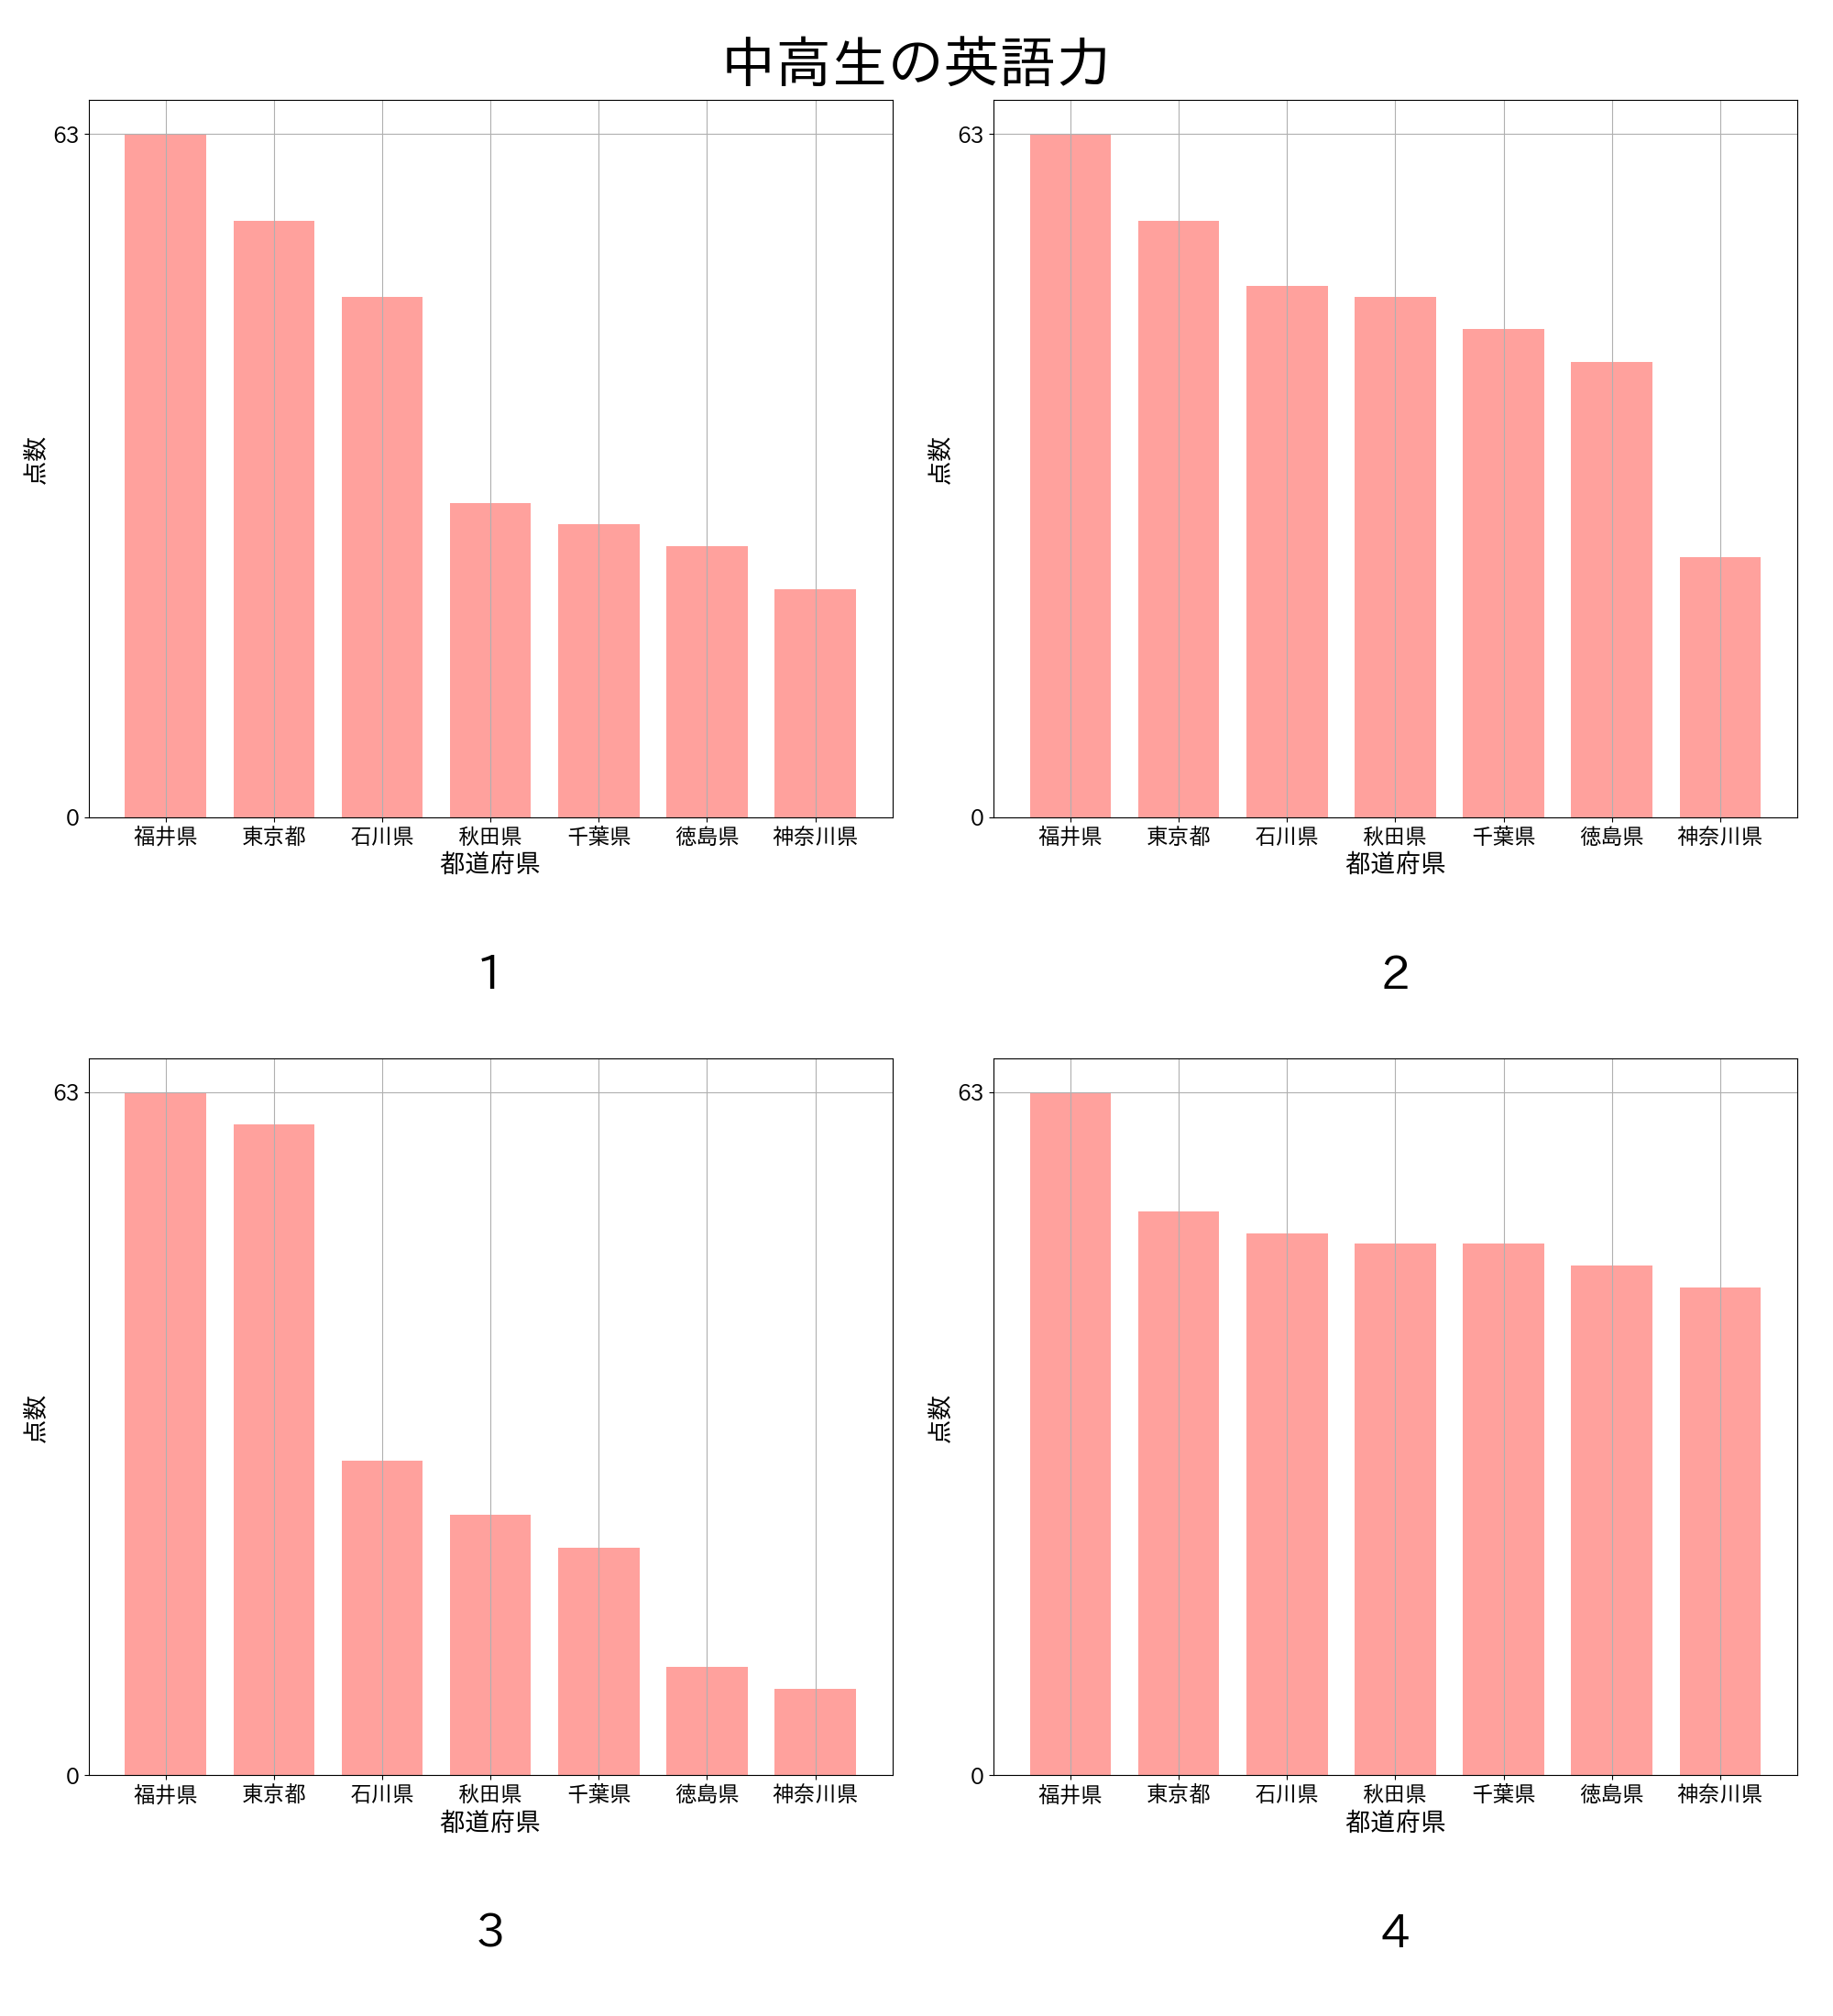 中高生の英語力
63
0
点数
福井県 東京都 石川県 秋田県 千葉県 徳島県 神奈川県
都道府県
1
63
0
点数
福井県 東京都 石川県 秋田県 千葉県 徳島県 神奈川県
都道府県
2
63
0
点数
福井県 東京都 石川県 秋田県 千葉県 徳島県 神奈川県
都道府県
3
63
0
点数
福井県 東京都 石川県 秋田県 千葉県 徳島県 神奈川県
都道府県
4